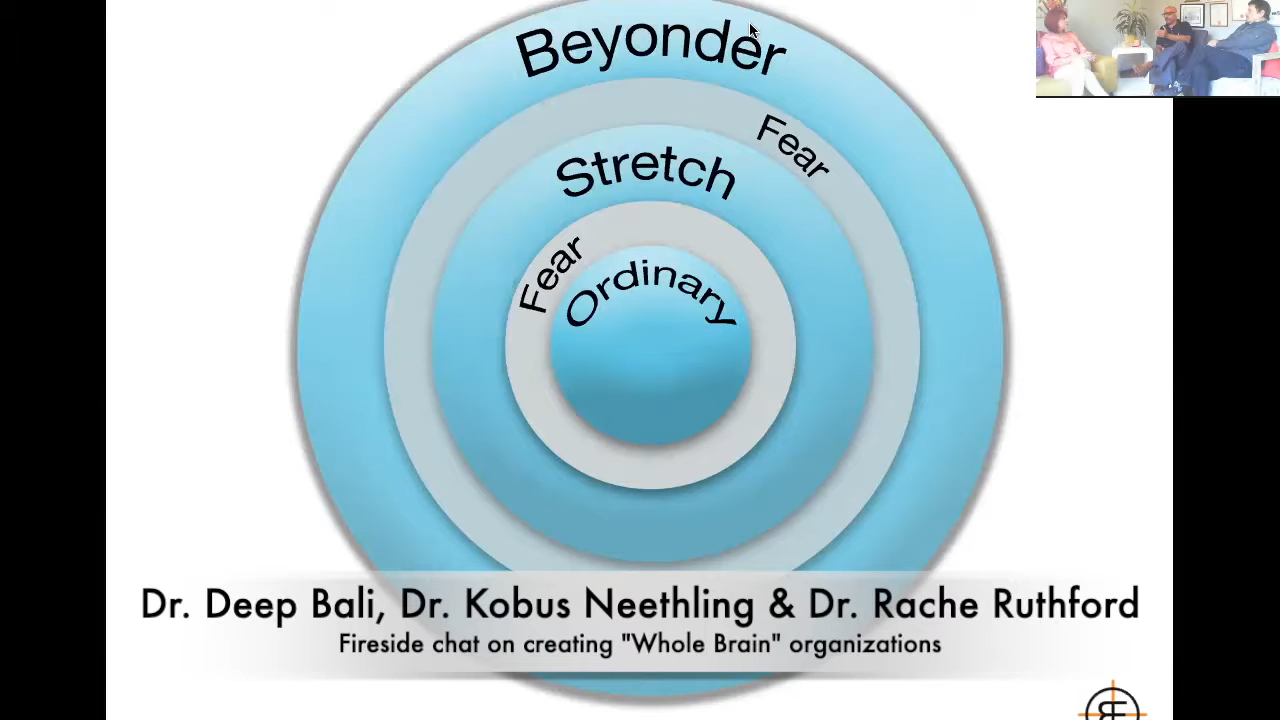 Beyonder
Fear
Stretch
Fear
Ordinary
Dr. Deep Bali, Dr. Kobus Neethling & Dr. Rache Ruthford
Fireside chat on creating "Whole Brain" organizations